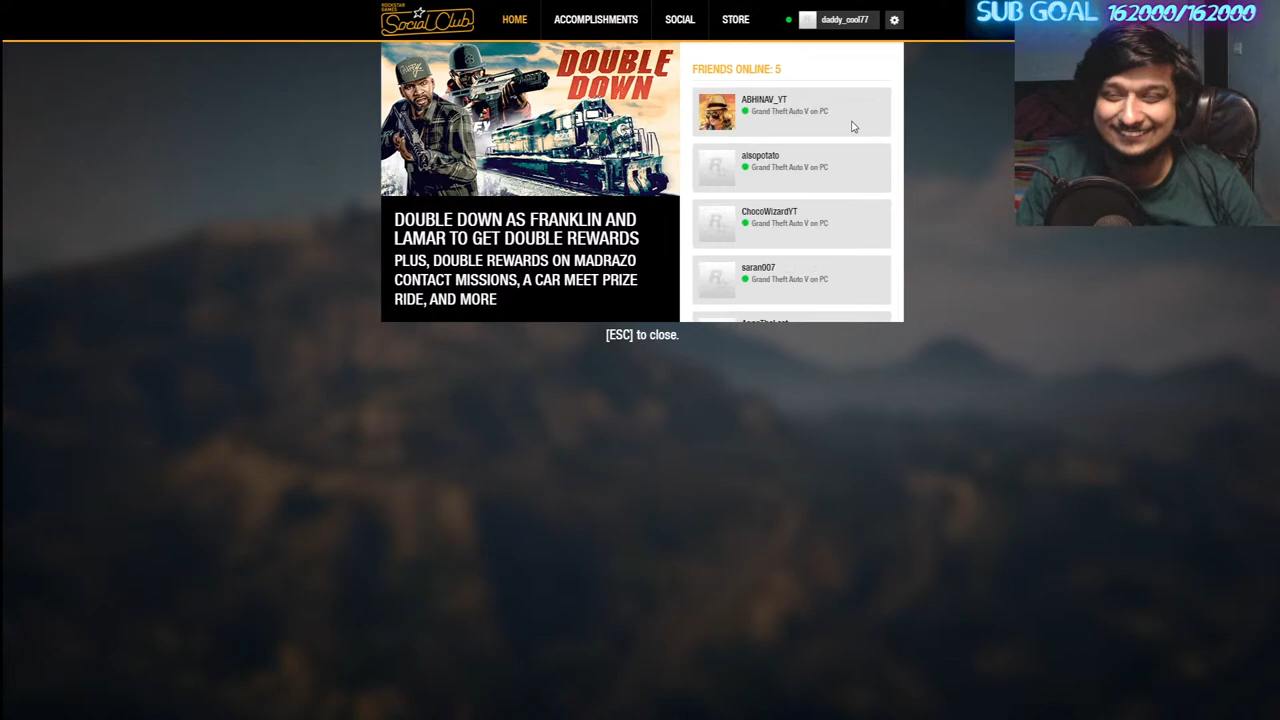 ROCKSTAR
GAMES
Social Club
HOME
ACCOMPLISHMENTS
SOCIAL
STORE
daddy_cool77
SUB GOAL 162000/162000
DOUBLE
DOWN
DOUBLE DOWN AS FRANKLIN AND
LAMAR TO GET DOUBLE REWARDS
PLUS, DOUBLE REWARDS ON MADRAZO
CONTACT MISSIONS, A CAR MEET PRIZE
RIDE, AND MORE
FRIENDS ONLINE: 5
ABHINAV_YT
Grand Theft Auto V on PC
alsopotato
Grand Theft Auto V on PC
ChocoWizardYT
Grand Theft Auto V on PC
saran007
Grand Theft Auto V on PC
[ESC] to close.